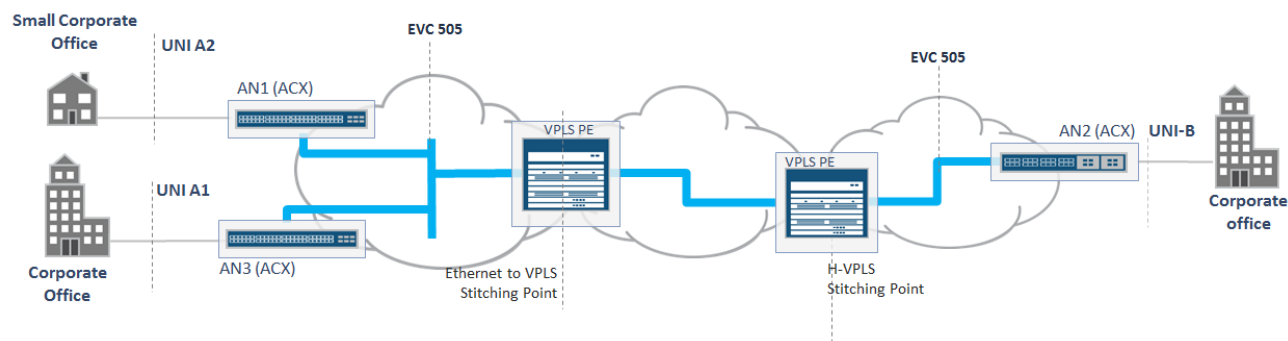 Small Corporate
Office
UNI A2
EVC 505
EVC 505
AN1 (ACX)
VPLS PE
AN2 (ACX)
UNI-B
VPLS PE
UNI A1
Corporate
office
AN3 (ACX)
Corporate
Office
Ethernet to VPLS
Stitching Point
H-VPLS
Stitching Point